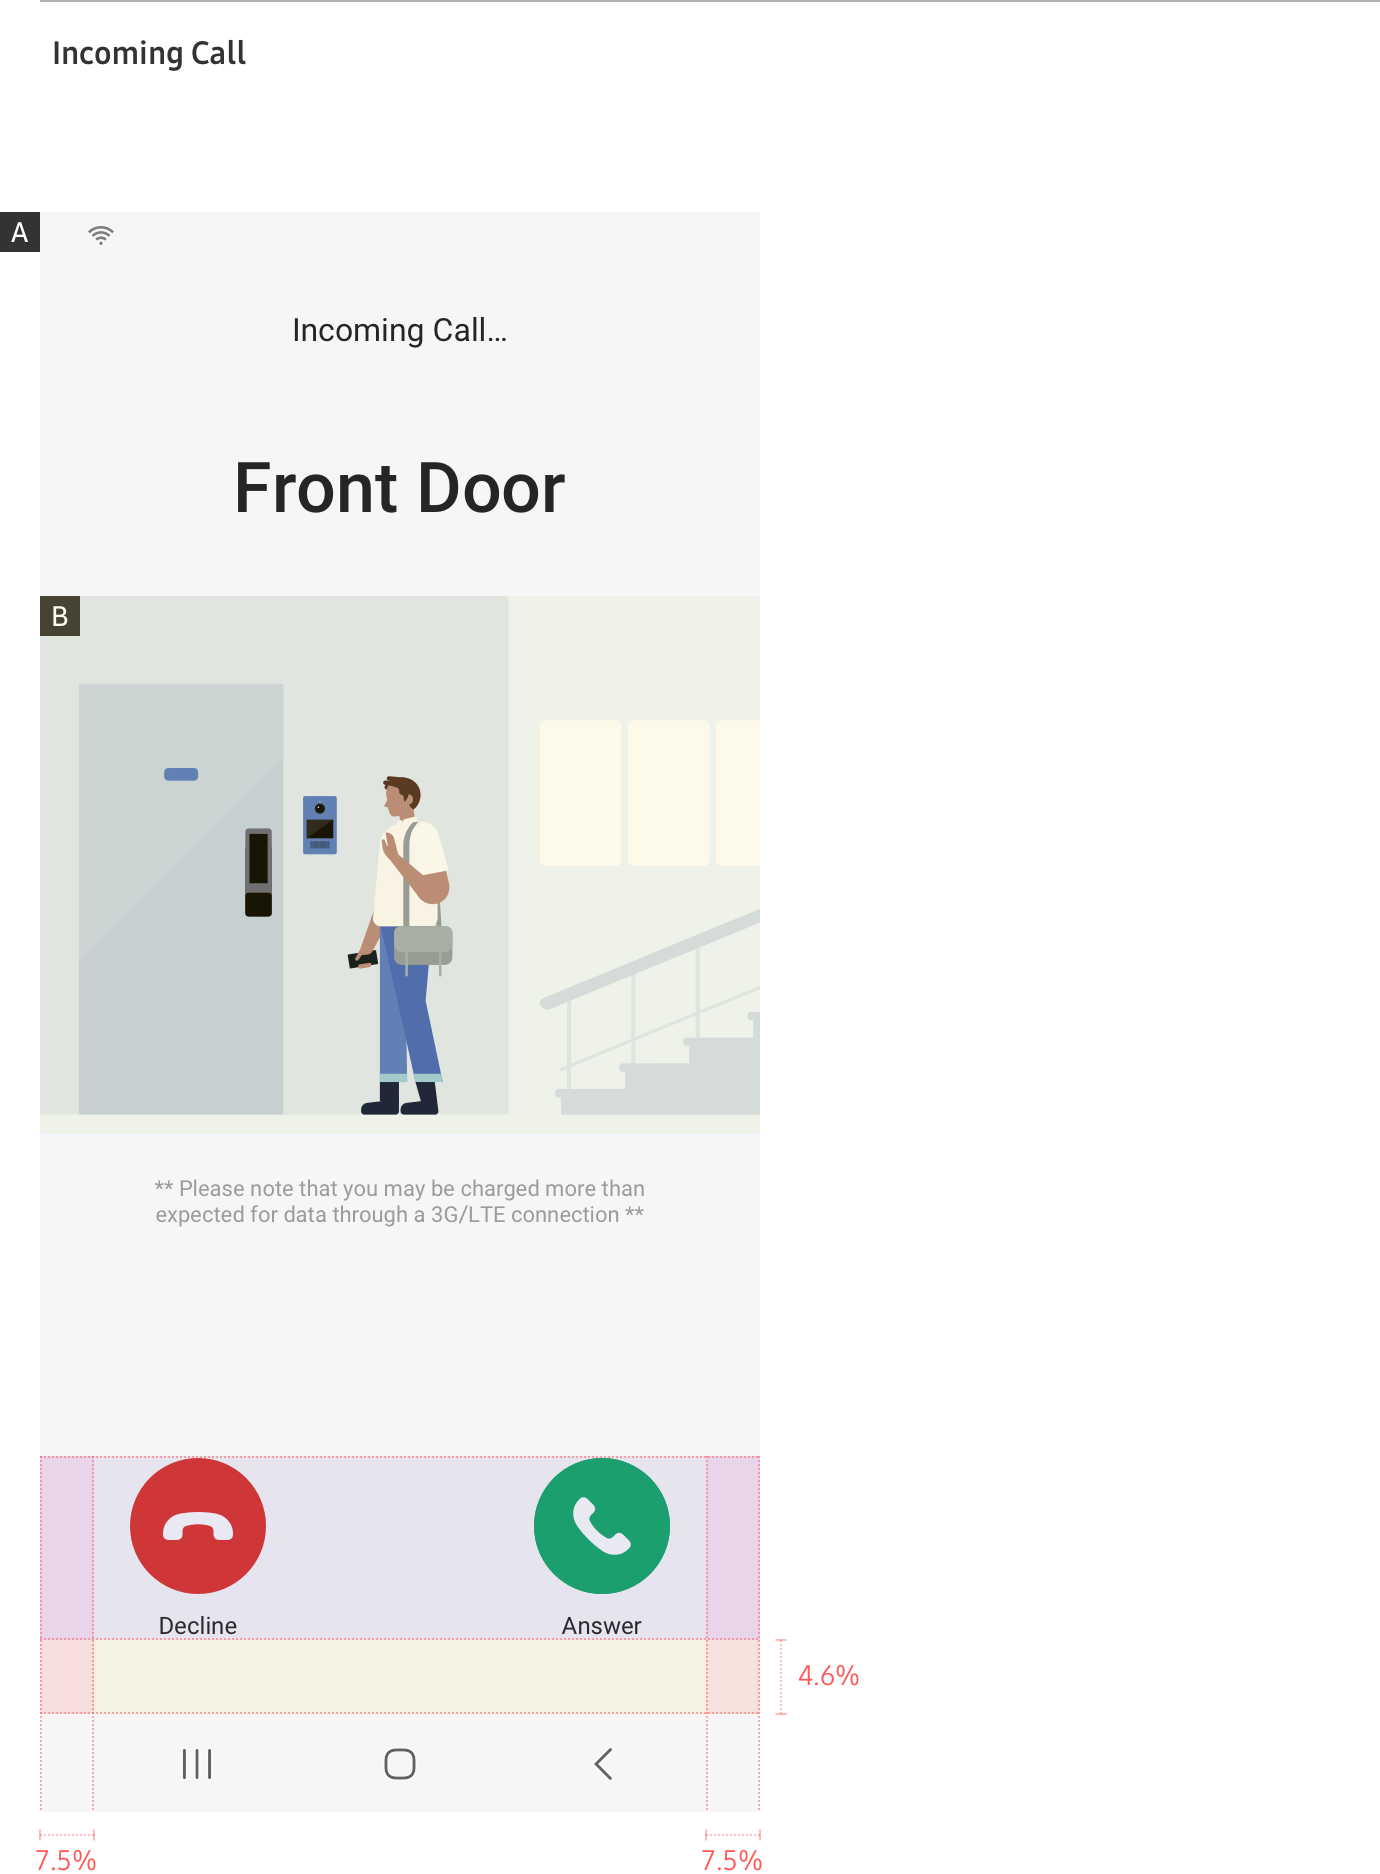 Incoming Call
A
Incoming Call...
Front Door
B
** Please note that you may be charged more than
expected for data through a 3G/LTE connection **
Decline
Answer
4.6%
7.5%
7.5%